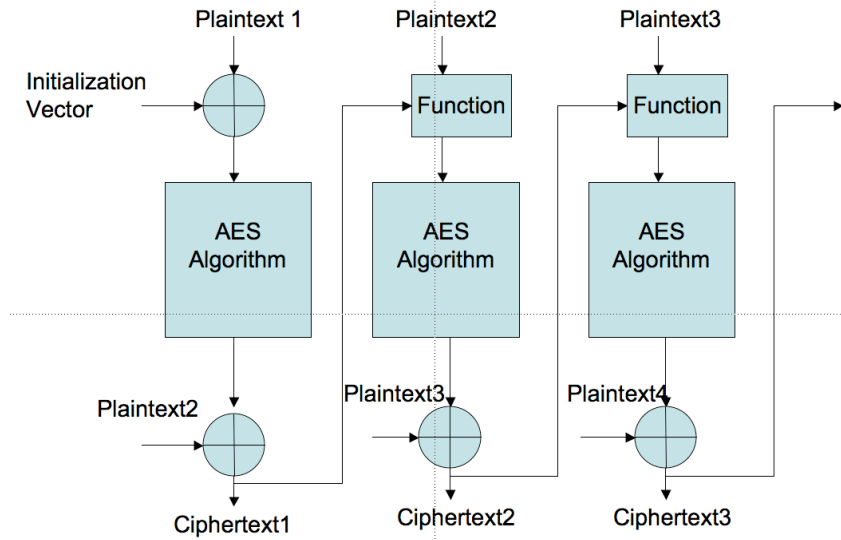 Plaintext 1
Plaintext2
Plaintext3
Initialization
Vector
Function
Function
AES
Algorithm
AES
Algorithm
AES
Algorithm
Plaintext2
Plaintext3
Plaintext4
Ciphertext1
Ciphertext2
Ciphertext3